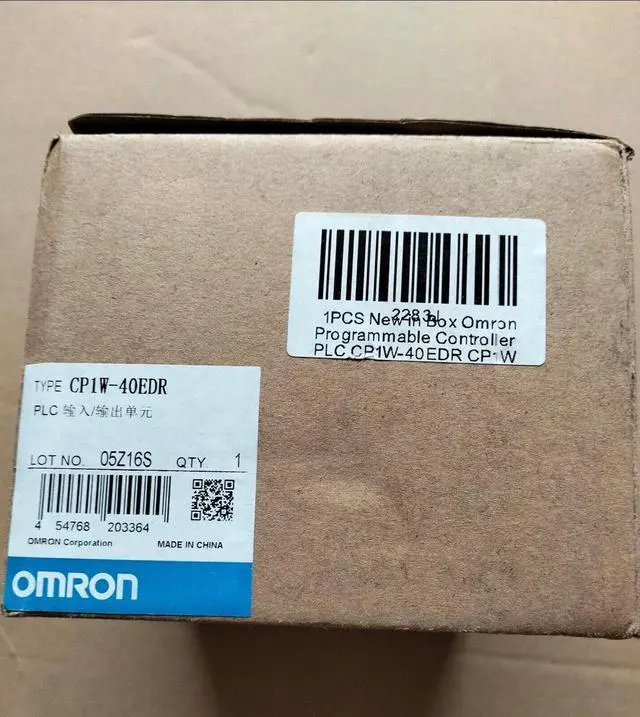 2283J
1PCS New in Box Omron
Programmable Controller
PLC CP1W-40EDR CP1W
TYPE CP1W-40EDR
PLC 输入/输出单元
LOT NO. 05Z16S QTY. 1
4 54768 203364
OMRON Corporation MADE IN CHINA
OMRON